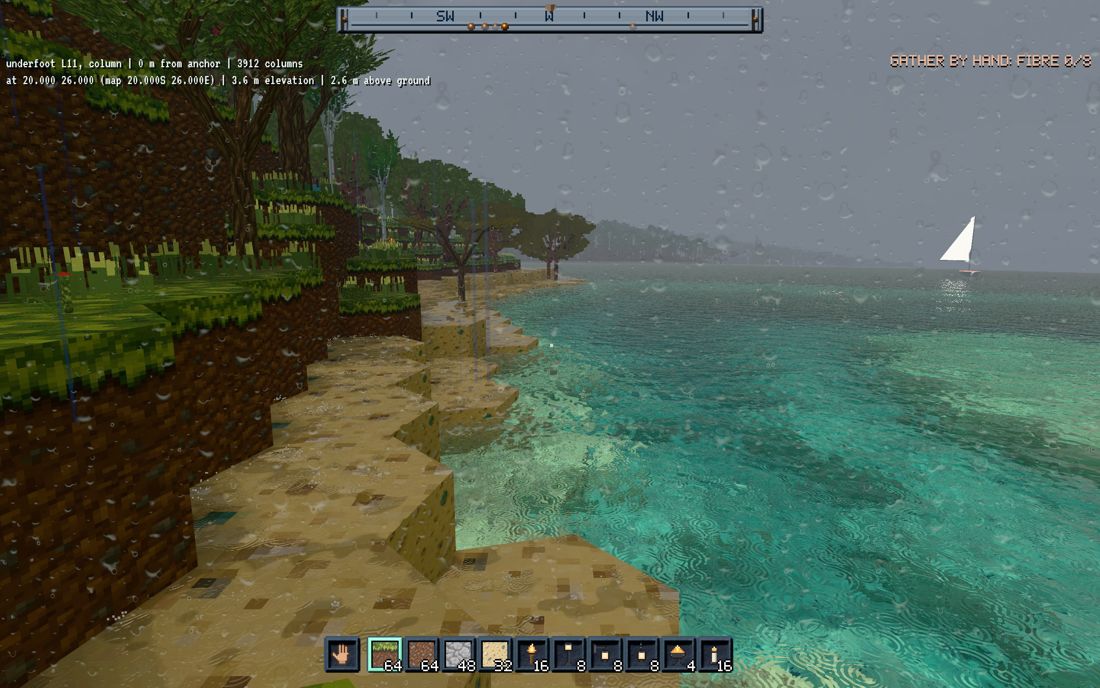 SW W NW
underfoot L11, column | 0 m from anchor | 3912 columns
at 20.000 26.000 (map 20.000S 26.000E) | 3.6 m elevation | 2.6 m above ground
GATHER BY HAND: FIBRE 0/8
64 64 48 32 16 8 8 8 4 16